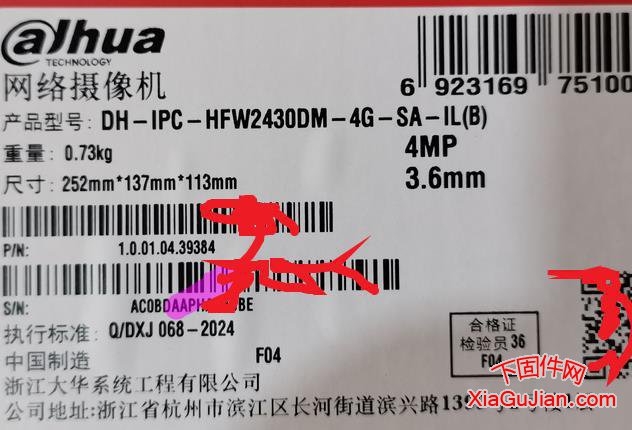 alhua
TECHNOLOGY
网络摄像机
6 923169 75100
产品型号: DH-IPC-HFW2430DM-4G-SA-IL(B)
重量: 0.73kg
4MP
尺寸: 252mm*137mm*113mm
3.6mm
P/N: 1.0.01.04.39384
S/N:
执行标准: Q/DXJ 068-2024
中国制造 F04
合格证
检验员 36
F04
浙江大华系统工程有限公司
公司地址:浙江省杭州市滨江区长河街道滨兴路
下固件网
XiaGuJian.com